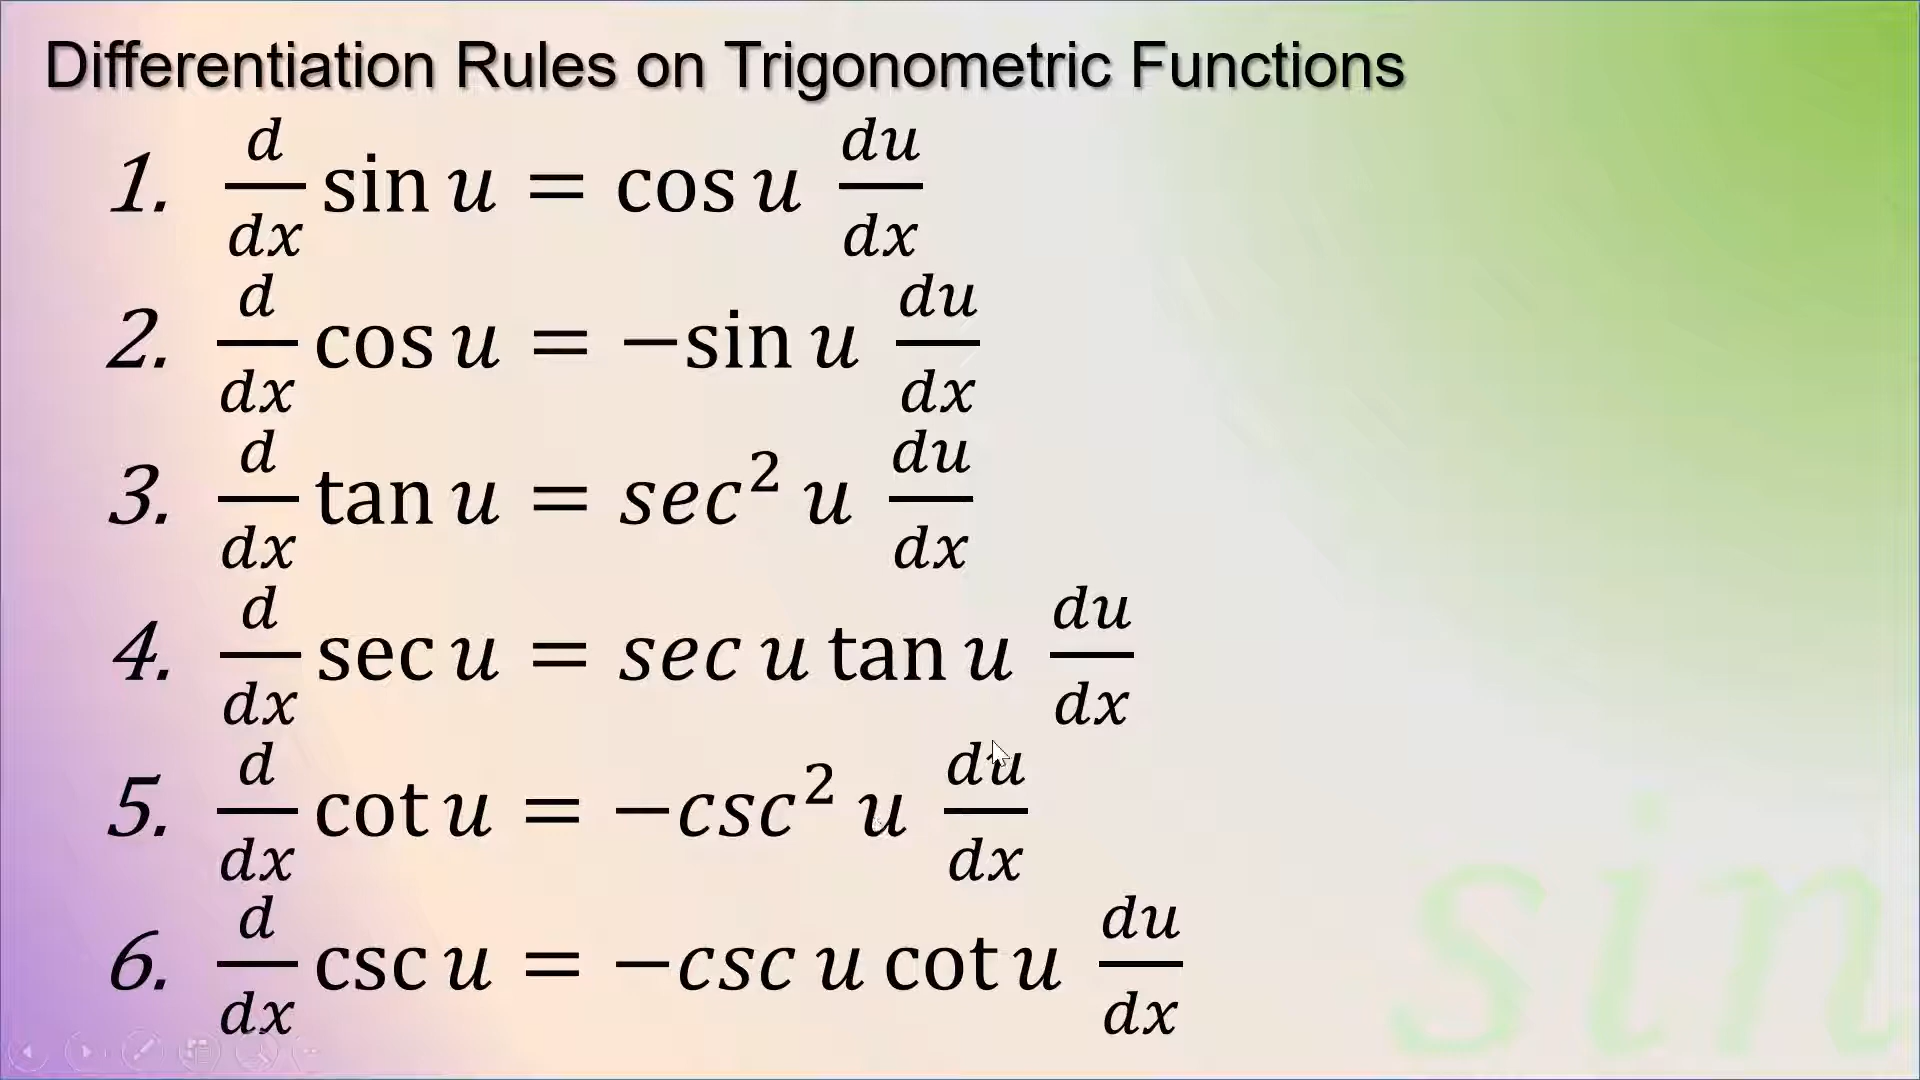 Differentiation Rules on Trigonometric Functions
1. d/dx sin u = cos u du/dx
2. d/dx cos u = −sin u du/dx
3. d/dx tan u = sec² u du/dx
4. d/dx sec u = sec u tan u du/dx
5. d/dx cot u = −csc² u du/dx
6. d/dx csc u = −csc u cot u du/dx
sin